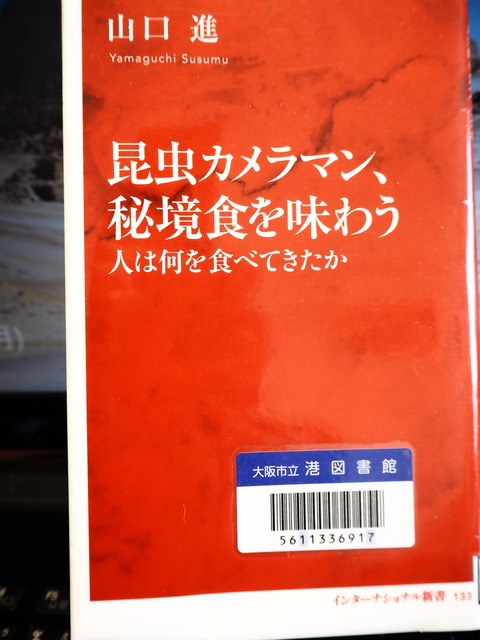 山口 進
Yamaguchi Susumu
昆虫カメラマン、
秘境食を味わう
人は何を食べてきたか
月)
大阪市立 港図書館
5611336917
インターナショナル新書 133